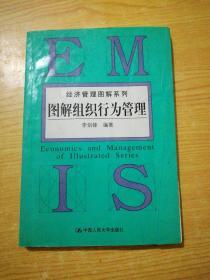 E M
经济管理图解系列
图解组织行为管理
李剑锋 编著
Economics and Management
of Illustrated Series
I S
中国人民大学出版社